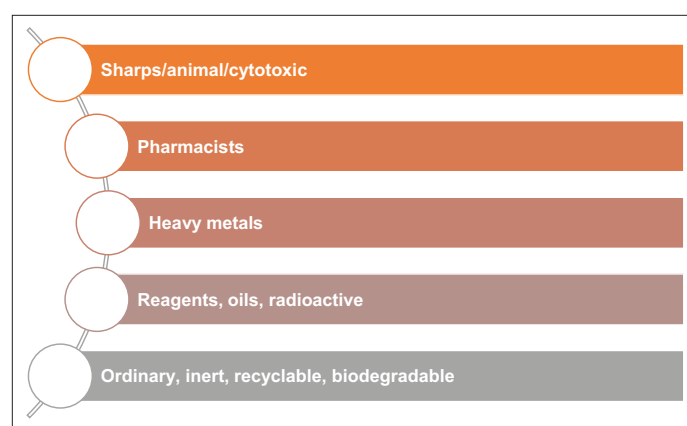 Sharps/animal/cytotoxic
Pharmacists
Heavy metals
Reagents, oils, radioactive
Ordinary, inert, recyclable, biodegradable